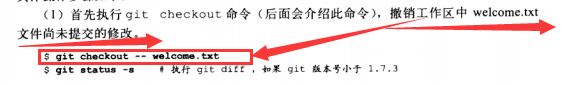 (1) 首先执行 git checkout 命令（后面会介绍此命令），撤销工作区中 welcome.txt
文件尚未提交的修改。
$ git checkout -- welcome.txt
$ git status -s # 执行 git diff ，如果 git 版本号小于 1.7.3